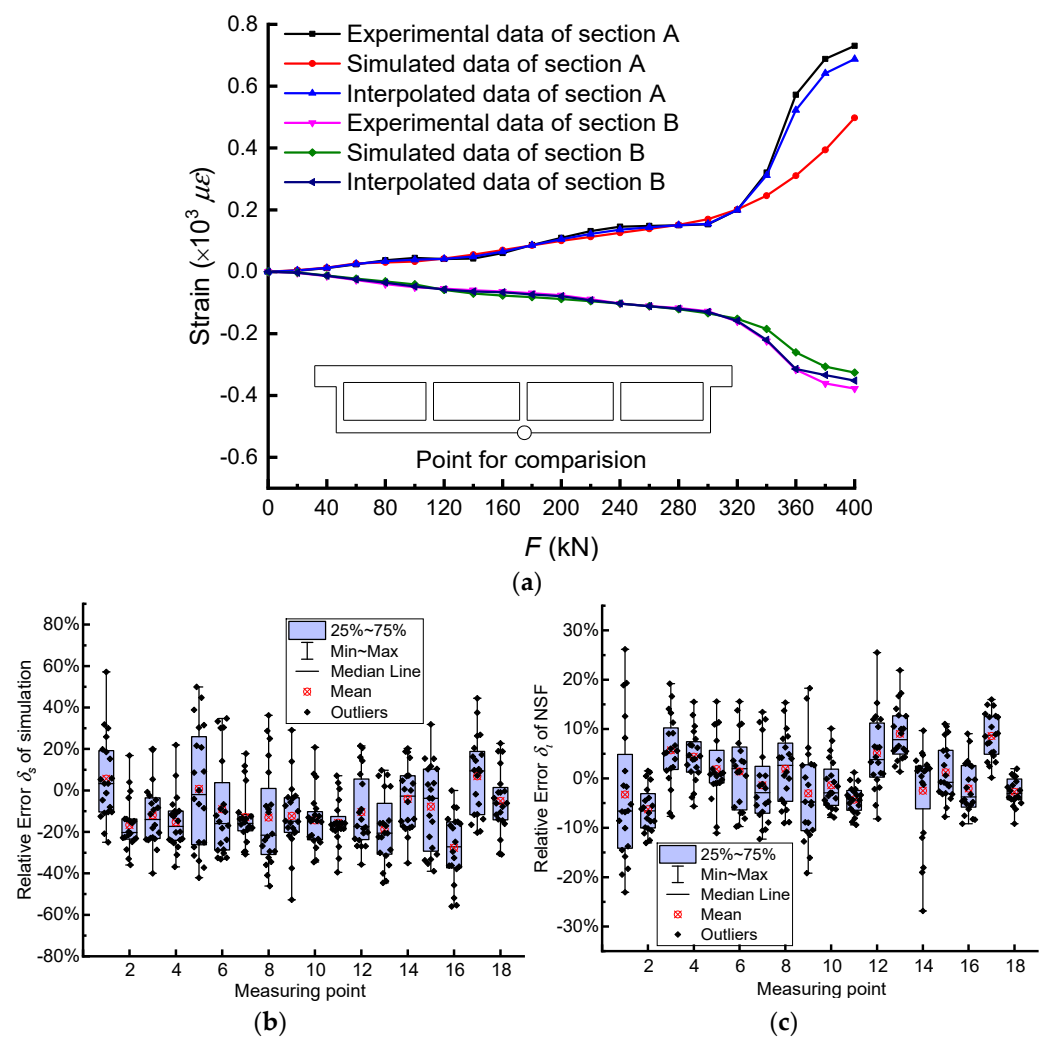 0.8
0.6
0.4
0.2
0.0
-0.2
-0.4
-0.6
Strain (×10³ με)
Experimental data of section A
Simulated data of section A
Interpolated data of section A
Experimental data of section B
Simulated data of section B
Interpolated data of section B
Point for comparision
0 40 80 120 160 200 240 280 320 360 400
F (kN)
(a)
80%
60%
40%
20%
0%
-20%
-40%
-60%
-80%
Relative Error δs of simulation
25%~75%
Min~Max
Median Line
Mean
Outliers
2 4 6 8 10 12 14 16 18
Measuring point
(b)
30%
20%
10%
0%
-10%
-20%
-30%
Relative Error δi of NSF
25%~75%
Min~Max
Median Line
Mean
Outliers
2 4 6 8 10 12 14 16 18
Measuring point
(c)